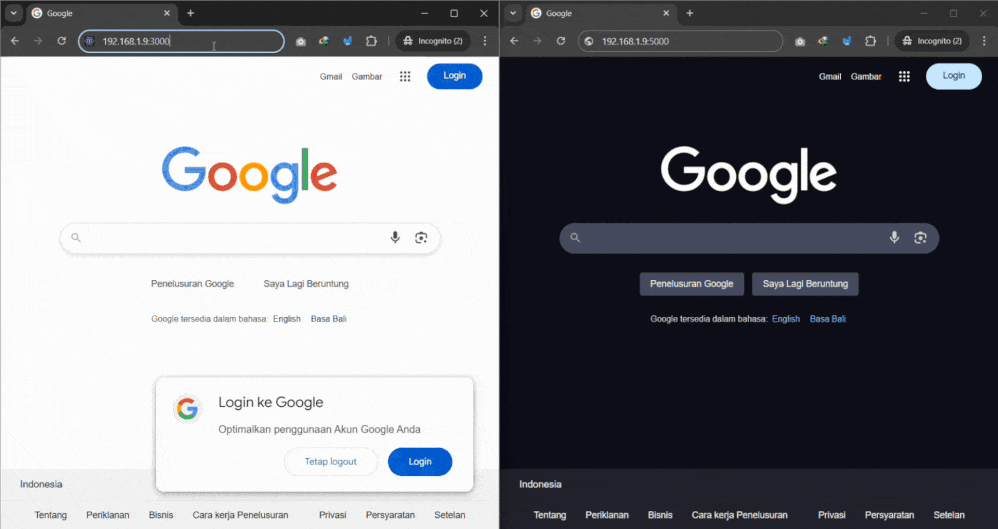 Google
192.168.1.9:3000
Incognito (2)
Gmail Gambar Login
Google
Penelusuran Google Saya Lagi Beruntung
Google tersedia dalam bahasa: English Basa Bali
Login ke Google
Optimalkan penggunaan Akun Google Anda
Tetap logout Login
Indonesia
Tentang Periklanan Bisnis Cara kerja Penelusuran Privasi Persyaratan Setelan
Google
192.168.1.9:5000
Incognito (2)
Gmail Gambar Login
Google
Penelusuran Google Saya Lagi Beruntung
Google tersedia dalam bahasa: English Basa Bali
Indonesia
Tentang Periklanan Bisnis Cara kerja Penelusuran Privasi Persyaratan Setelan